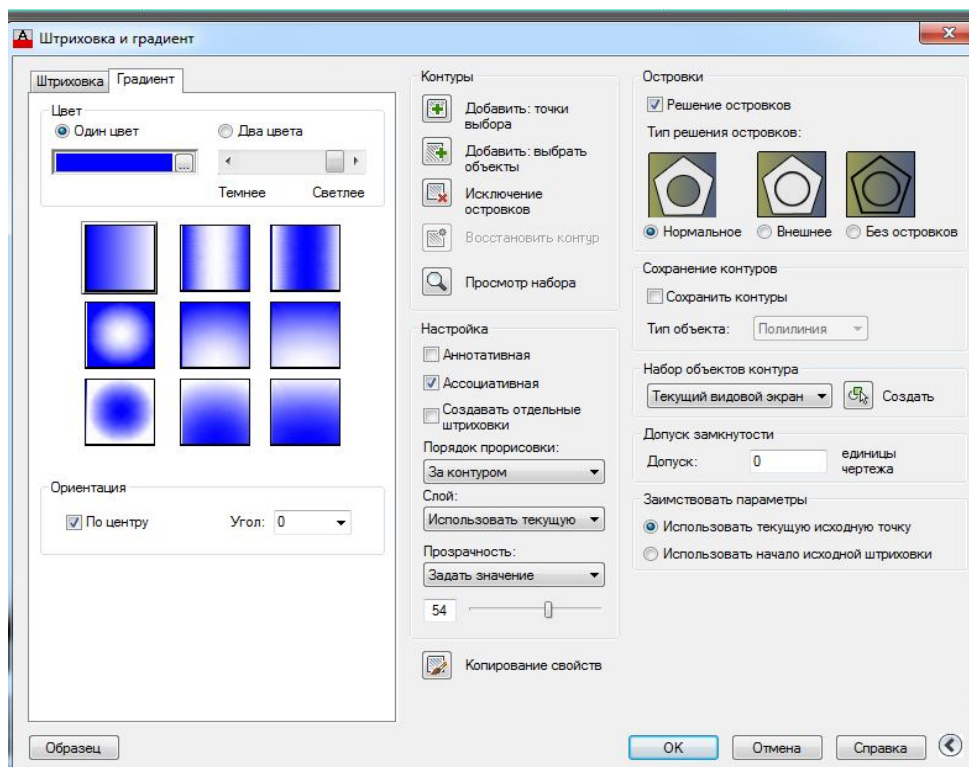 Штриховка и градиент
Штриховка
Градиент
Цвет
Один цвет
Два цвета
...
Темнее
Светлее
Ориентация
По центру
Угол:
0
Контуры
Добавить: точки
выбора
Добавить: выбрать
объекты
Исключение
островков
Восстановить контур
Просмотр набора
Настройка
Аннотативная
Ассоциативная
Создавать отдельные
штриховки
Порядок прорисовки:
За контуром
Слой:
Использовать текущую
Прозрачность:
Задать значение
54
Копирование свойств
Островки
Решение островков
Тип решения островков:
Нормальное
Внешнее
Без островков
Сохранение контуров
Сохранить контуры
Тип объекта:
Полилиния
Набор объектов контура
Текущий видовой экран
Создать
Допуск замкнутости
Допуск:
0
единицы
чертежа
Заимствовать параметры
Использовать текущую исходную точку
Использовать начало исходной штриховки
Образец
OK
Отмена
Справка